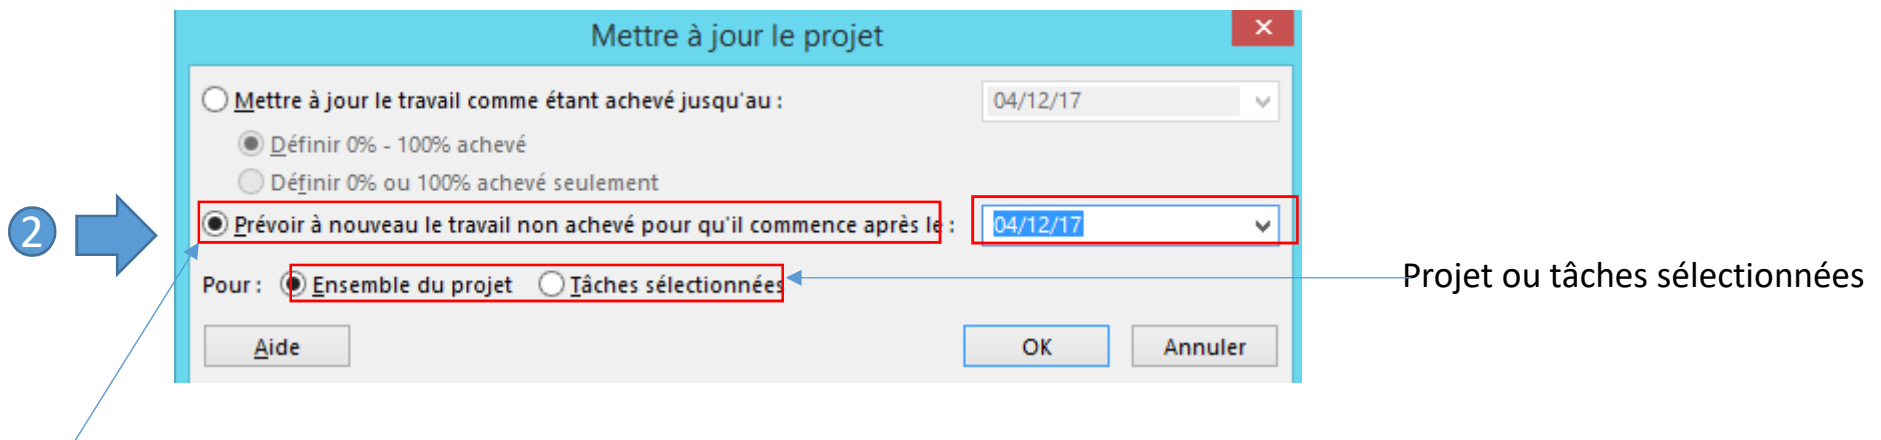 Mettre à jour le projet
Mettre à jour le travail comme étant achevé jusqu'au : 04/12/17
Définir 0% - 100% achevé
Définir 0% ou 100% achevé seulement
2
Prévoir à nouveau le travail non achevé pour qu'il commence après le : 04/12/17
Pour : Ensemble du projet Tâches sélectionnées
Projet ou tâches sélectionnées
Aide OK Annuler